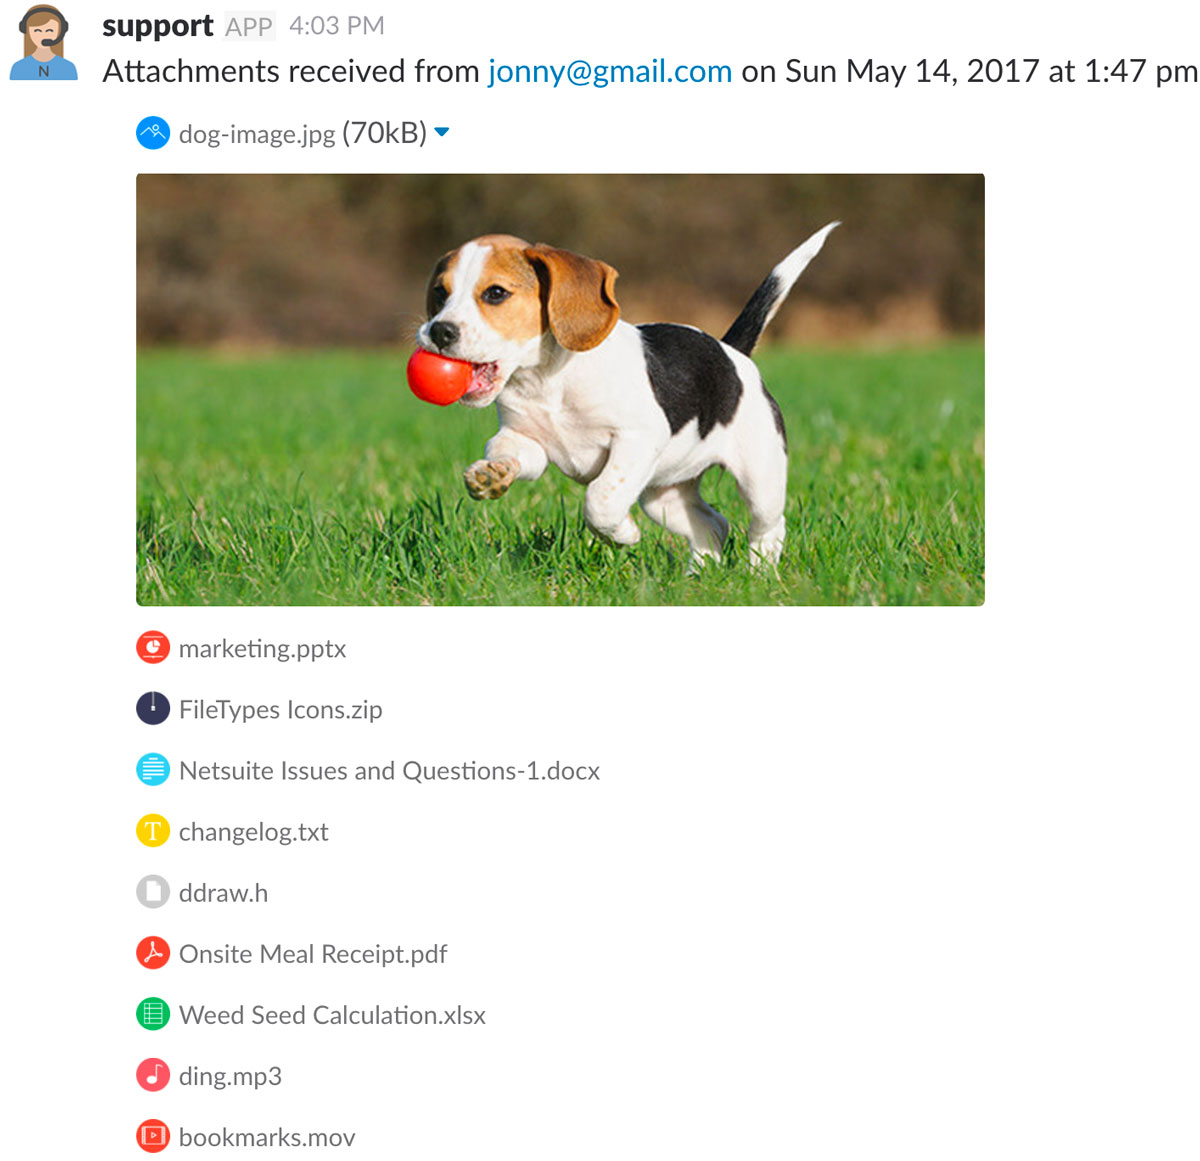 support APP 4:03 PM
Attachments received from jonny@gmail.com on Sun May 14, 2017 at 1:47 pm
N
dog-image.jpg (70kB)
marketing.pptx
FileTypes Icons.zip
Netsuite Issues and Questions-1.docx
T changelog.txt
ddraw.h
Onsite Meal Receipt.pdf
Weed Seed Calculation.xlsx
ding.mp3
bookmarks.mov